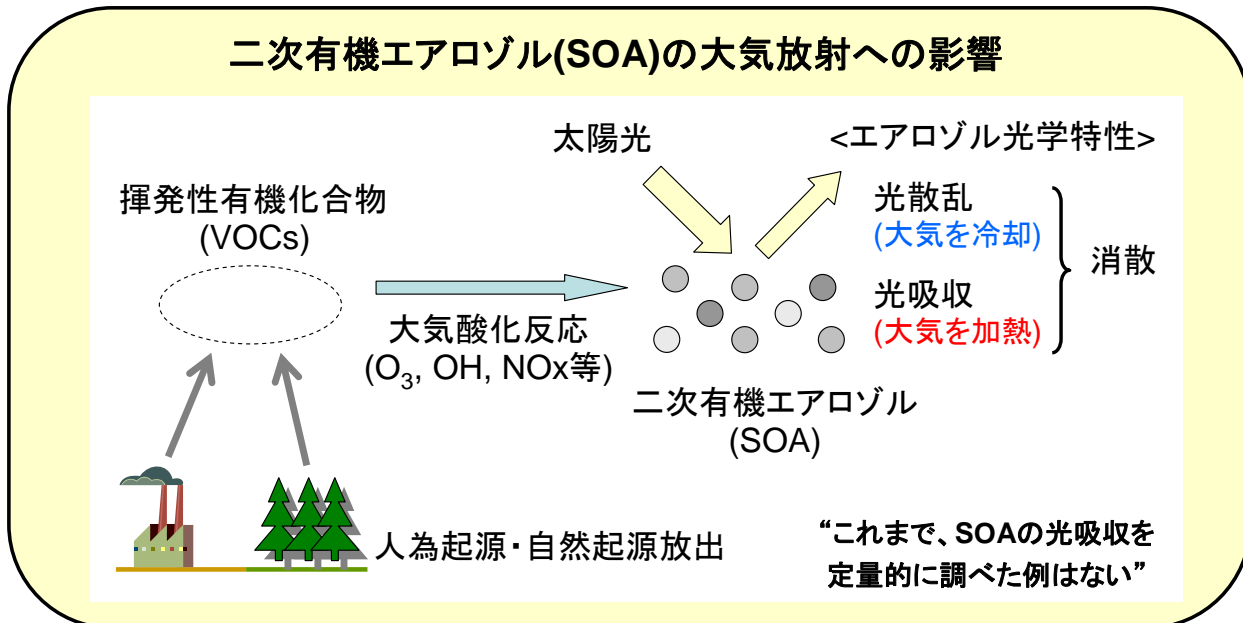 二次有機エアロゾル(SOA)の大気放射への影響
太陽光
<エアロゾル光学特性>
揮発性有機化合物
(VOCs)
光散乱
(大気を冷却)
消散
光吸収
(大気を加熱)
大気酸化反応
(O₃, OH, NOx等)
二次有機エアロゾル
(SOA)
人為起源・自然起源放出
“これまで、SOAの光吸収を
定量的に調べた例はない”